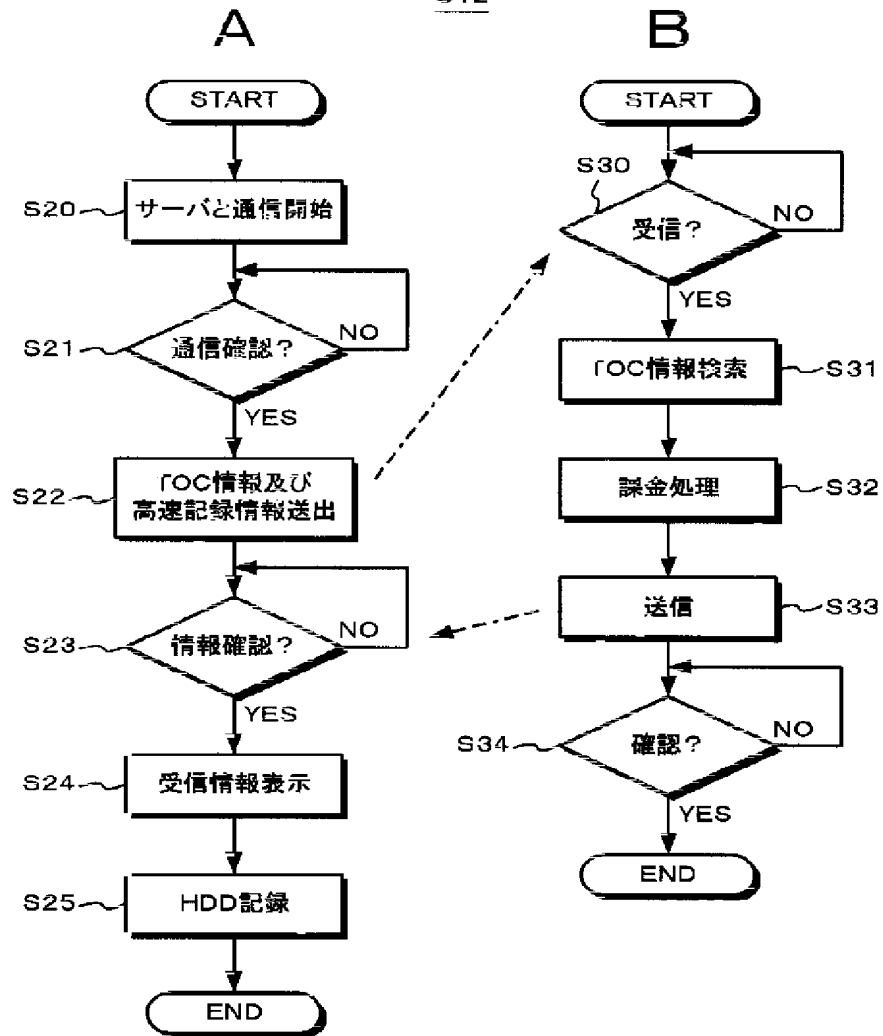 A
START
S20
サーバと通信開始
S21
通信確認?
NO
YES
S22
TOC情報及び
高速記録情報送出
S23
情報確認?
NO
YES
S24
受信情報表示
S25
HDD記録
END
B
START
S30
受信?
NO
YES
TOC情報検索
S31
課金処理
S32
送信
S33
S34
確認?
NO
YES
END